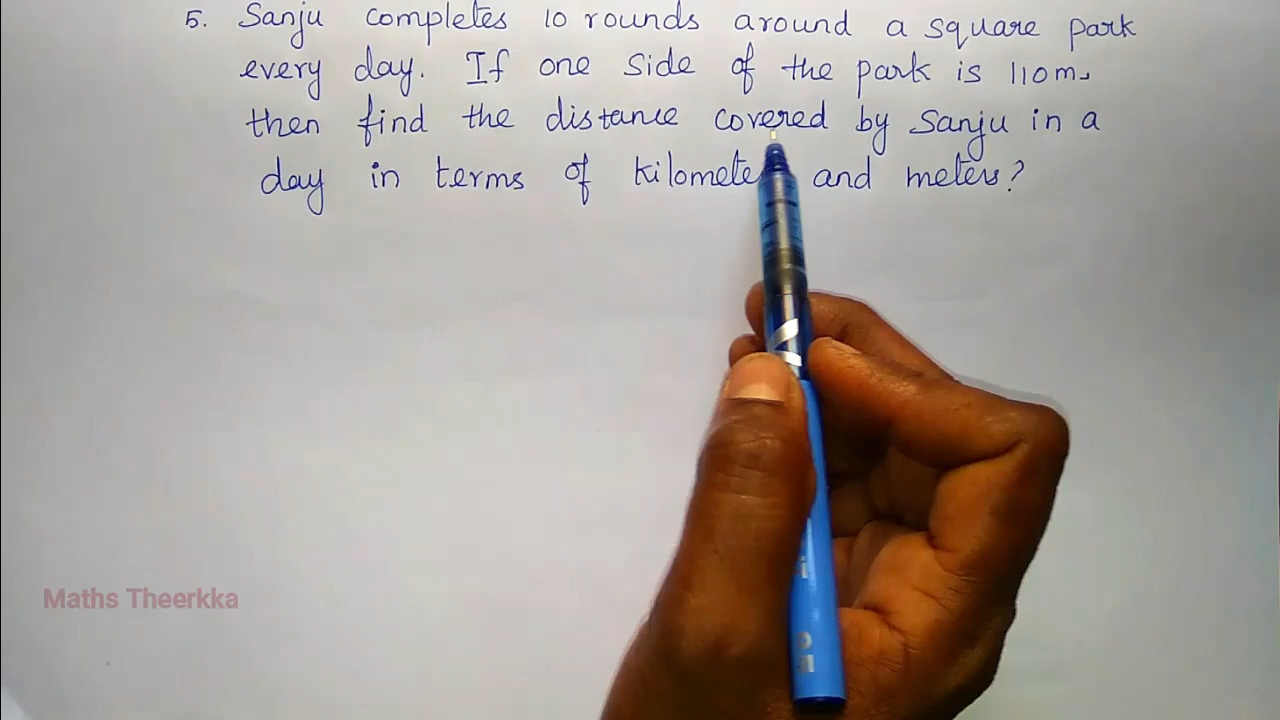 5. Sanju completes 10 rounds around a square park
every day. If one side of the park is 110m,
then find the distance covered by Sanju in a
day in terms of kilometer and meters?
Maths Theerkka